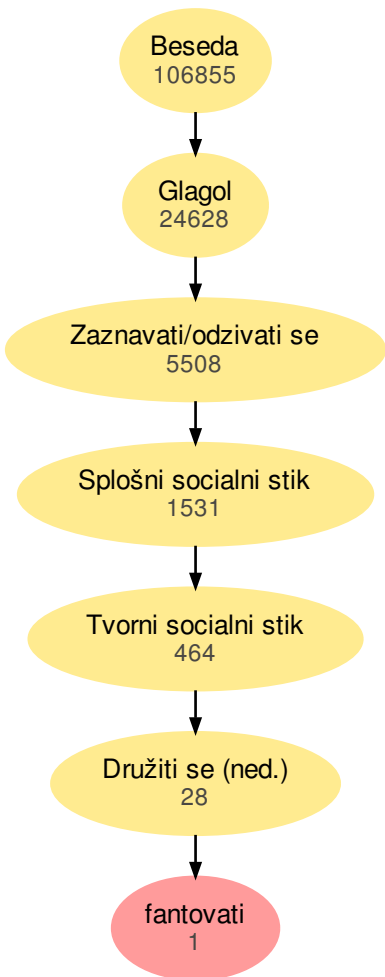 Beseda
106855
Glagol
24628
Zaznavati/odzivati se
5508
Splošni socialni stik
1531
Tvorni socialni stik
464
Družiti se (ned.)
28
fantovati
1